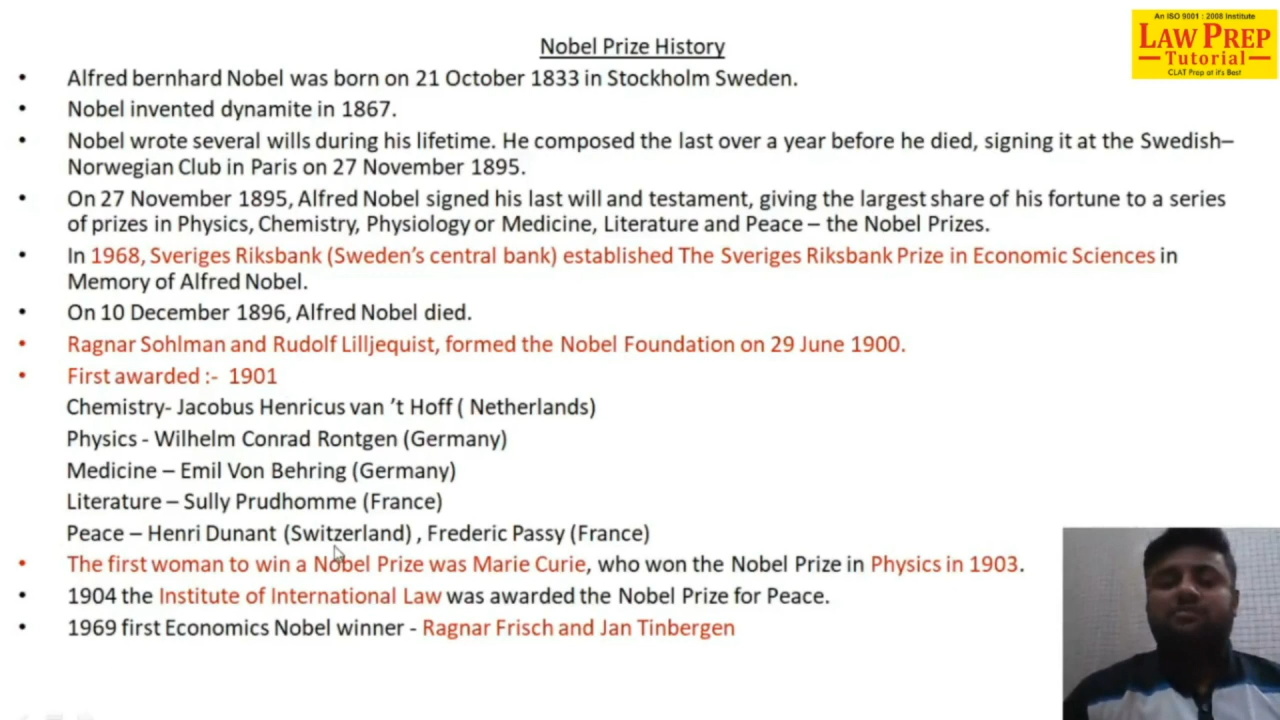 An ISO 9001 : 2008 Institute
LAW PREP
Tutorial
CLAT Prep at it's Best
Nobel Prize History
• Alfred bernhard Nobel was born on 21 October 1833 in Stockholm Sweden.
• Nobel invented dynamite in 1867.
• Nobel wrote several wills during his lifetime. He composed the last over a year before he died, signing it at the Swedish–
Norwegian Club in Paris on 27 November 1895.
• On 27 November 1895, Alfred Nobel signed his last will and testament, giving the largest share of his fortune to a series
of prizes in Physics, Chemistry, Physiology or Medicine, Literature and Peace – the Nobel Prizes.
• In 1968, Sveriges Riksbank (Sweden's central bank) established The Sveriges Riksbank Prize in Economic Sciences in
Memory of Alfred Nobel.
• On 10 December 1896, Alfred Nobel died.
• Ragnar Sohlman and Rudolf Lilljequist, formed the Nobel Foundation on 29 June 1900.
• First awarded :- 1901
Chemistry- Jacobus Henricus van 't Hoff ( Netherlands)
Physics - Wilhelm Conrad Rontgen (Germany)
Medicine – Emil Von Behring (Germany)
Literature – Sully Prudhomme (France)
Peace – Henri Dunant (Switzerland) , Frederic Passy (France)
• The first woman to win a Nobel Prize was Marie Curie, who won the Nobel Prize in Physics in 1903.
• 1904 the Institute of International Law was awarded the Nobel Prize for Peace.
• 1969 first Economics Nobel winner - Ragnar Frisch and Jan Tinbergen